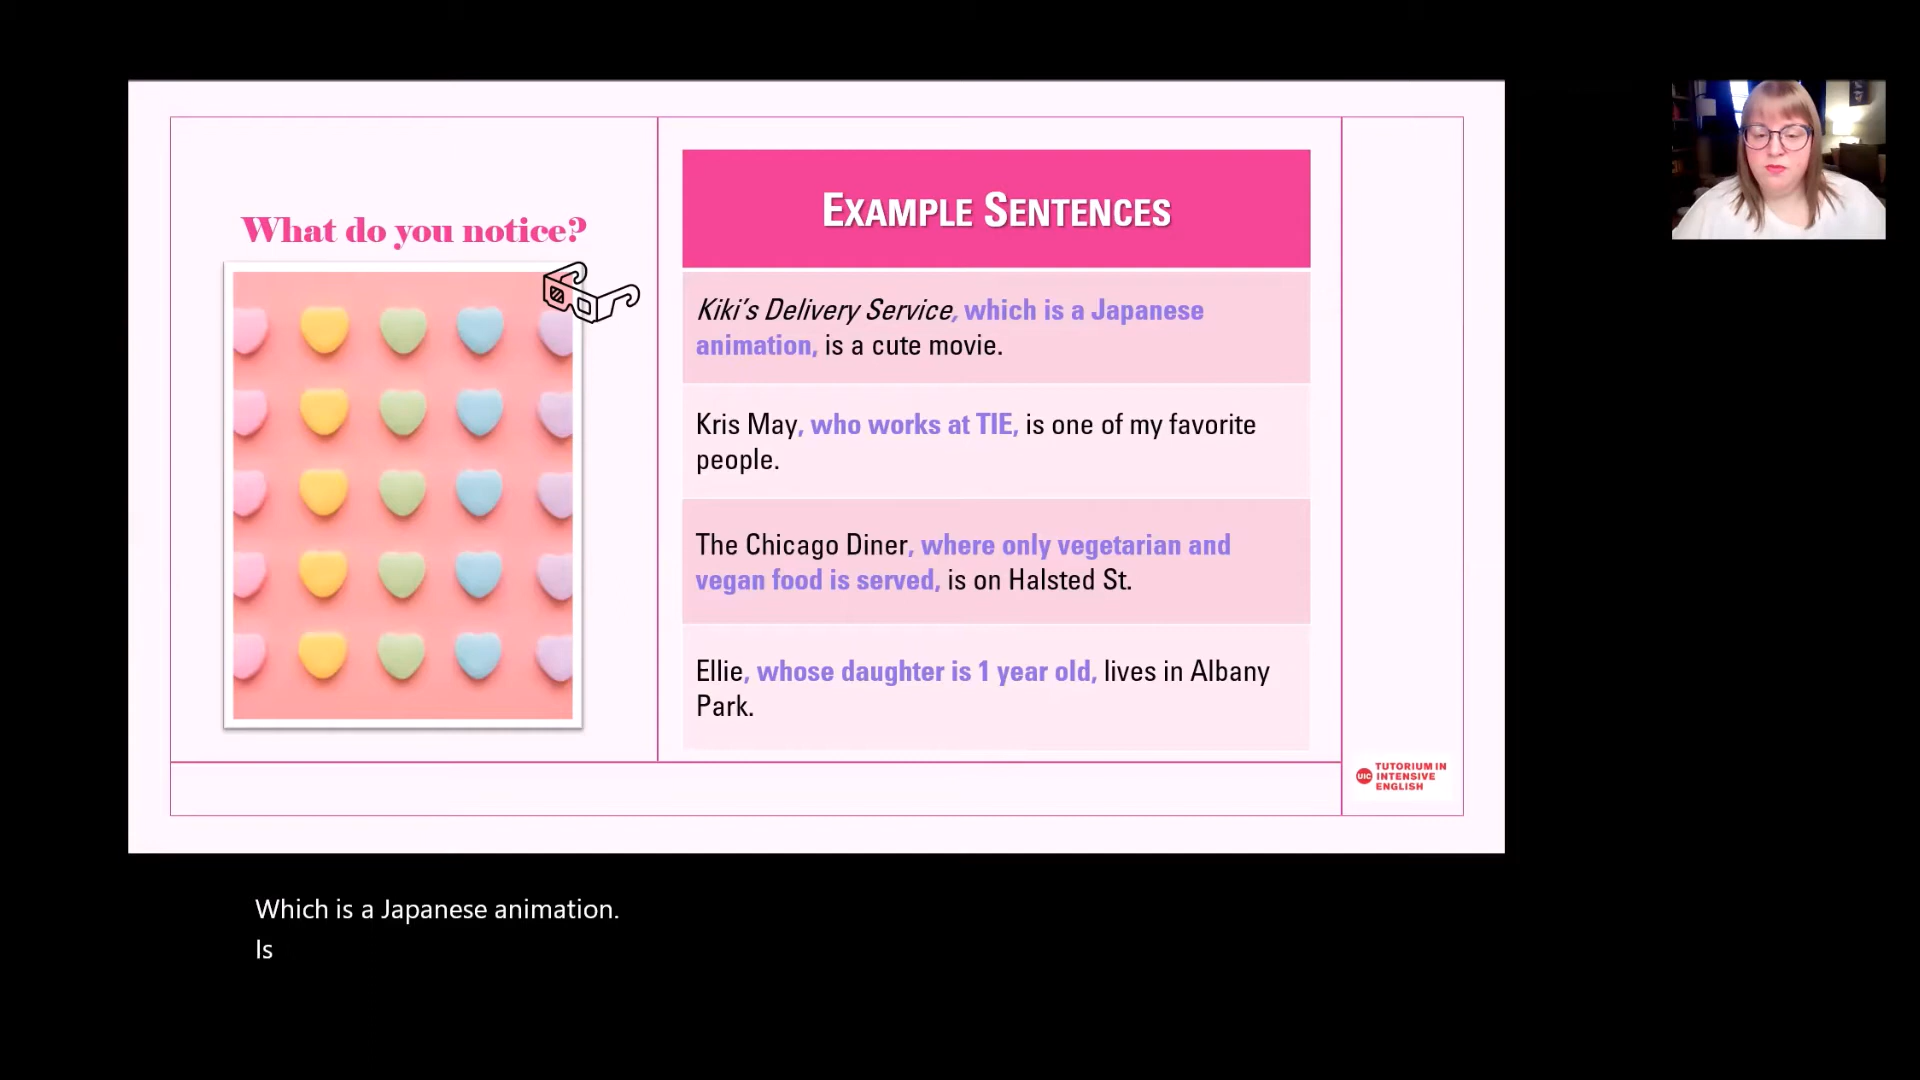 What do you notice?
EXAMPLE SENTENCES
Kiki's Delivery Service, which is a Japanese
animation, is a cute movie.
Kris May, who works at TIE, is one of my favorite
people.
The Chicago Diner, where only vegetarian and
vegan food is served, is on Halsted St.
Ellie, whose daughter is 1 year old, lives in Albany
Park.
UIC
TUTORIUM IN
INTENSIVE
ENGLISH
Which is a Japanese animation.
Is